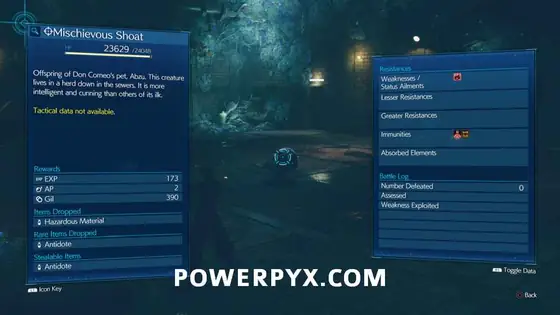 Mischievous Shoat
HP 23629 /24048
Offspring of Don Corneo's pet, Abzu. This creature
lives in a herd down in the sewers. It is more
intelligent and cunning than others of its ilk.
Tactical data not available.
Rewards
EXP 173
AP 2
Gil 390
Items Dropped
Hazardous Material
Rare Items Dropped
Antidote
Stealable Items
Antidote
Icon Key
Resistances
Weaknesses /
Status Ailments
Lesser Resistances
Greater Resistances
Immunities
Absorbed Elements
Battle Log
Number Defeated 0
Assessed
Weakness Exploited
Toggle Data
Back
POWERPYX.COM